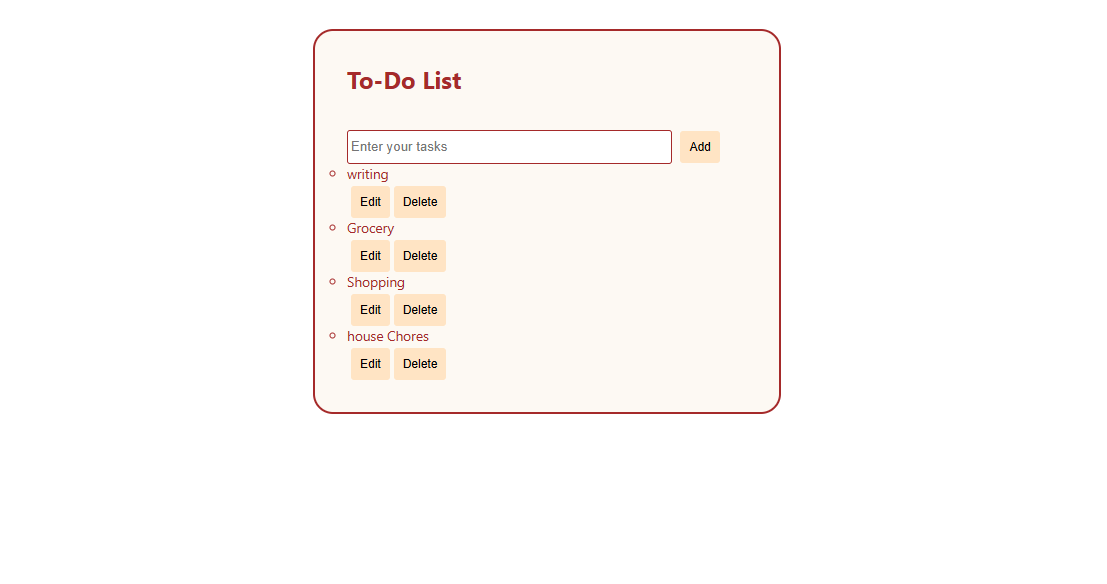 To-Do List
Enter your tasks Add
writing
Edit Delete
Grocery
Edit Delete
Shopping
Edit Delete
house Chores
Edit Delete